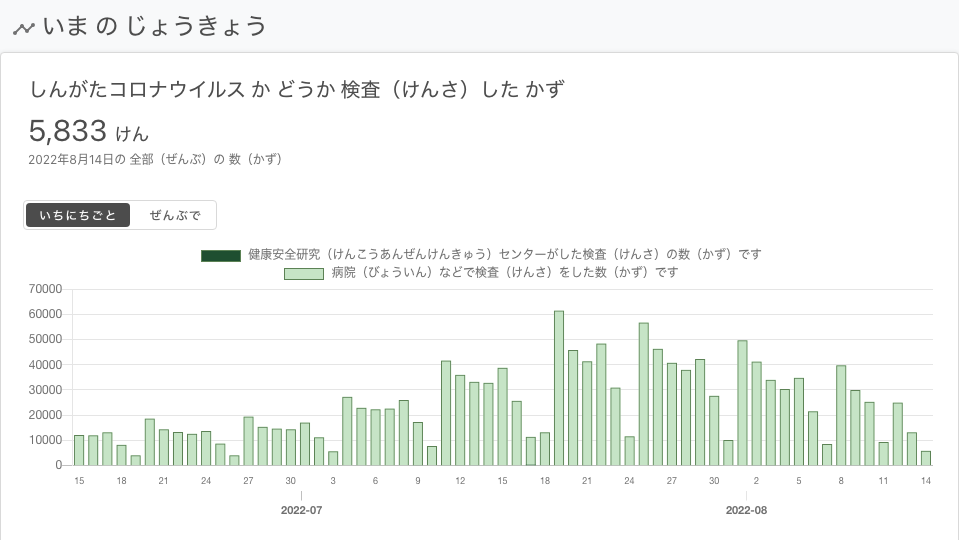 いま の じょうきょう
しんがたコロナウイルス か どうか 検査（けんさ）した かず
5,833 けん
2022年8月14日の 全部（ぜんぶ）の 数（かず）
いちにちごと ぜんぶで
健康安全研究（けんこうあんぜんけんきゅう）センターがした検査（けんさ）の数（かず）です
病院（びょういん）などで検査（けんさ）をした数（かず）です
70000
60000
50000
40000
30000
20000
10000
0
15 18 21 24 27 30 3 6 9 12 15 18 21 24 27 30 2 5 8 11 14
2022-07 2022-08